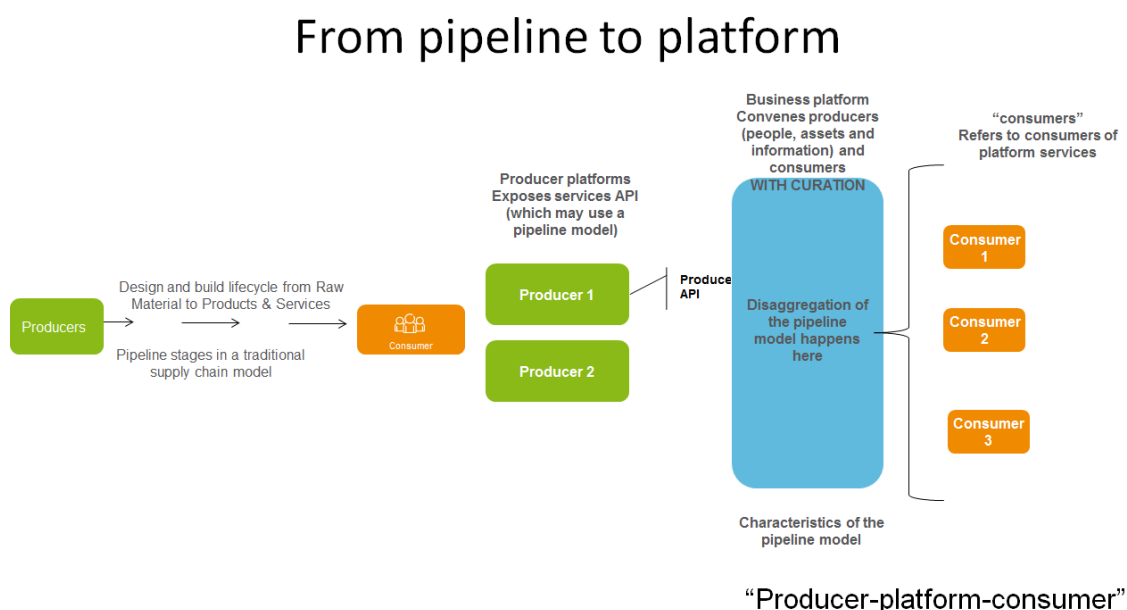 From pipeline to platform
Producers
Design and build lifecycle from Raw
Material to Products & Services
Pipeline stages in a traditional
supply chain model
Consumer
Producer platforms
Exposes services API
(which may use a
pipeline model)
Producer 1
Producer 2
Produce
API
Business platform
Convenes producers
(people, assets and
information) and
consumers
WITH CURATION
Disaggregation of
the pipeline
model happens
here
Characteristics of the
pipeline model
“consumers”
Refers to consumers of
platform services
Consumer
1
Consumer
2
Consumer
3
“Producer-platform-consumer”